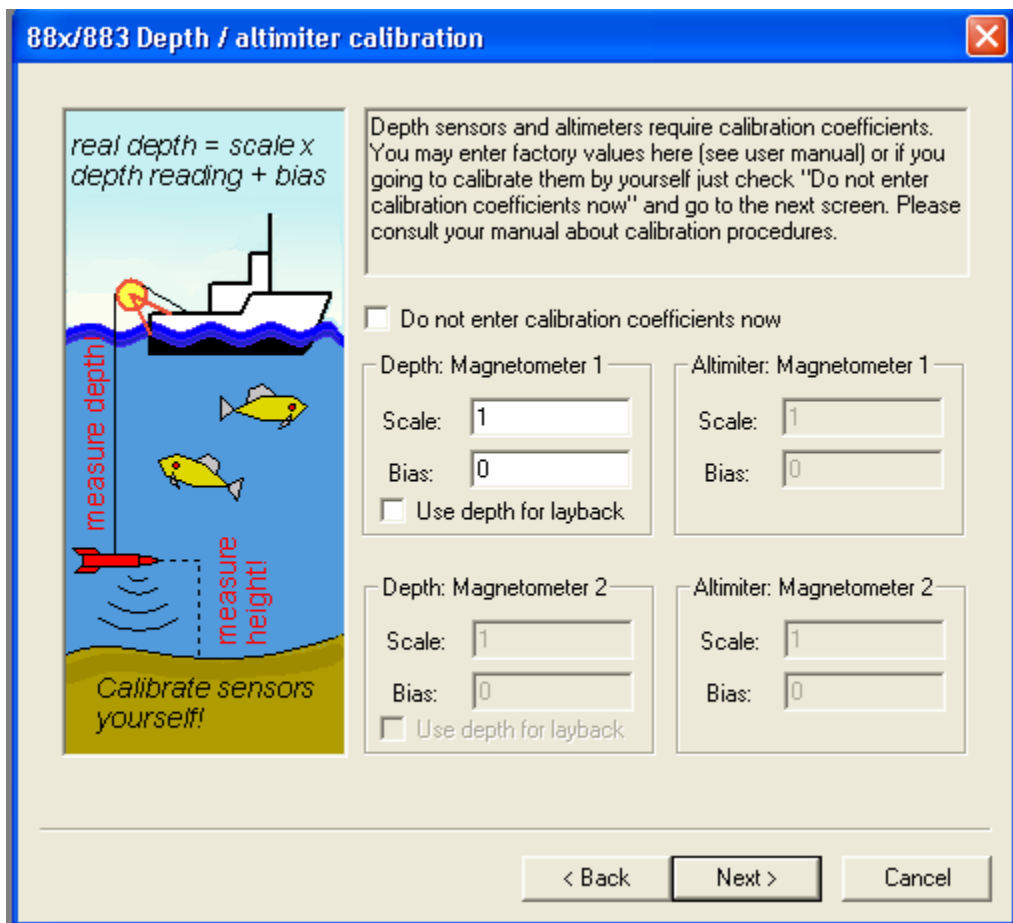 88x/883 Depth / altimiter calibration
real depth = scale x
depth reading + bias
measure depth!
measure
height!
Calibrate sensors
yourself!
Depth sensors and altimeters require calibration coefficients.
You may enter factory values here (see user manual) or if you
going to calibrate them by yourself just check "Do not enter
calibration coefficients now" and go to the next screen. Please
consult your manual about calibration procedures.
Do not enter calibration coefficients now
Depth: Magnetometer 1
Scale: 1
Bias: 0
Use depth for layback
Altimiter: Magnetometer 1
Scale: 1
Bias: 0
Depth: Magnetometer 2
Scale: 1
Bias: 0
Use depth for layback
Altimiter: Magnetometer 2
Scale: 1
Bias: 0
< Back
Next >
Cancel